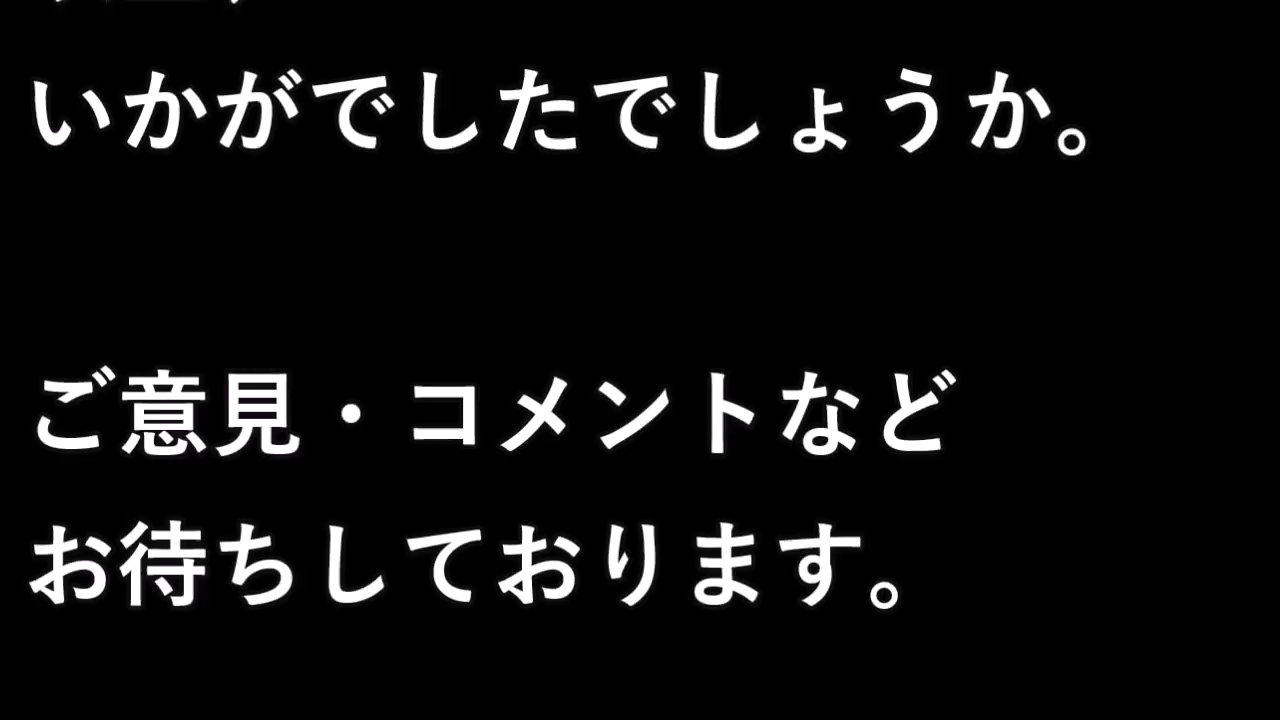 いかがでしたでしょうか。
ご意見・コメントなど
お待ちしております。